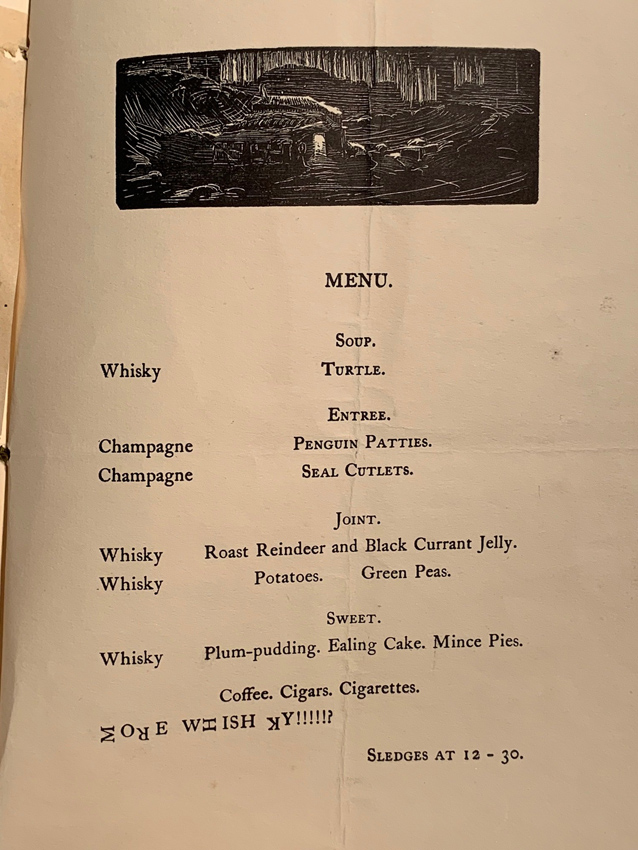 MENU.
SOUP.
Whisky TURTLE.
ENTREE.
Champagne PENGUIN PATTIES.
Champagne SEAL CUTLETS.
JOINT.
Whisky Roast Reindeer and Black Currant Jelly.
Whisky Potatoes. Green Peas.
SWEET.
Whisky Plum-pudding. Ealing Cake. Mince Pies.
Coffee. Cigars. Cigarettes.
MORE WHISH KY!!!!!?
SLEDGES AT 12 - 30.